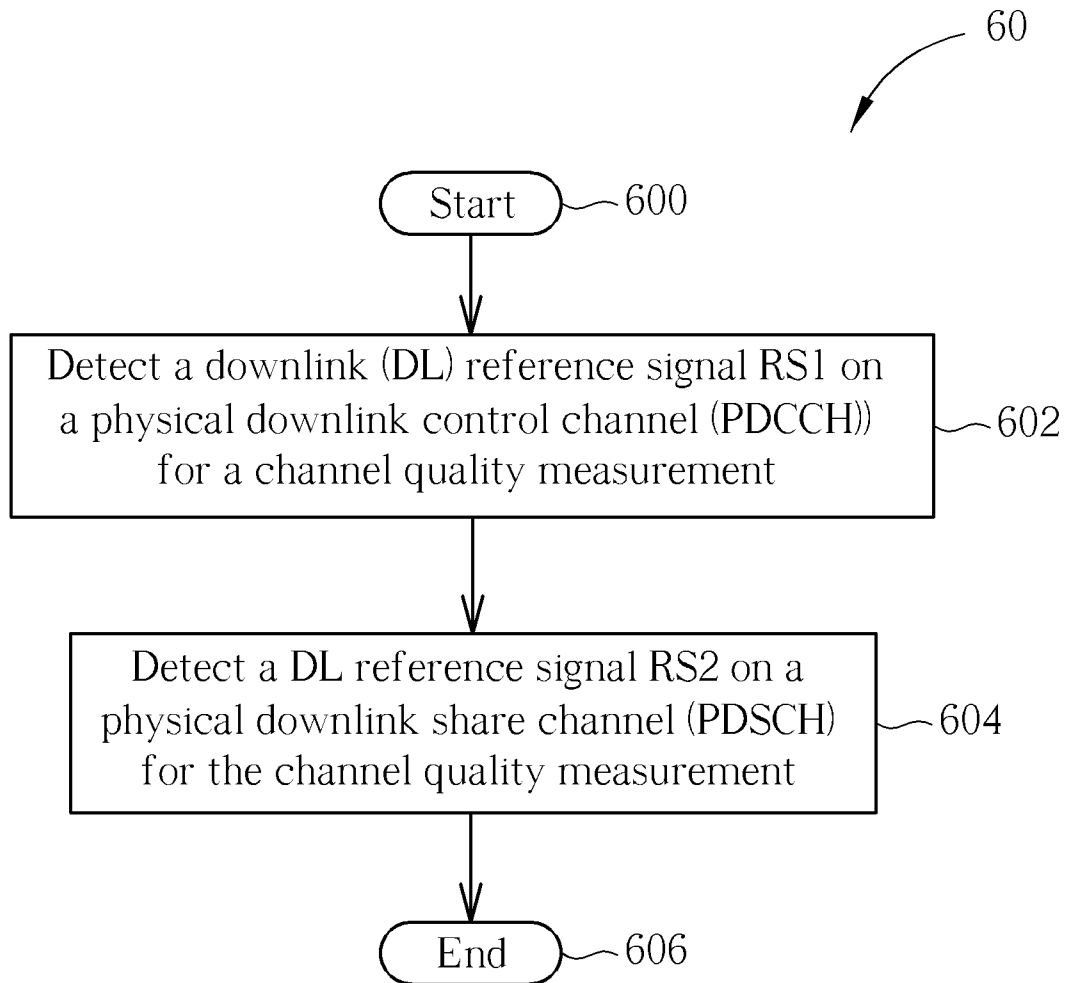 60
Start
600
Detect a downlink (DL) reference signal RS1 on
a physical downlink control channel (PDCCH))
for a channel quality measurement
602
Detect a DL reference signal RS2 on a
physical downlink share channel (PDSCH)
for the channel quality measurement
604
End
606